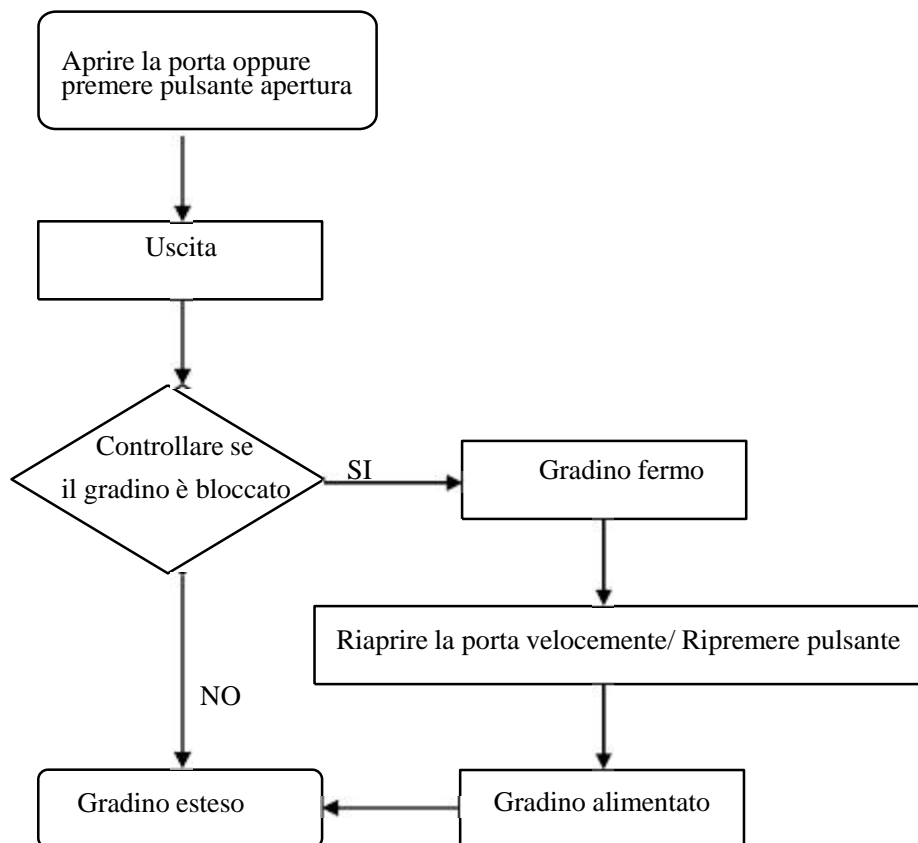 Aprire la porta oppure
premere pulsante apertura
Uscita
Controllare se
il gradino è bloccato
SI
Gradino fermo
Riaprire la porta velocemente/ Ripremere pulsante
NO
Gradino esteso
Gradino alimentato